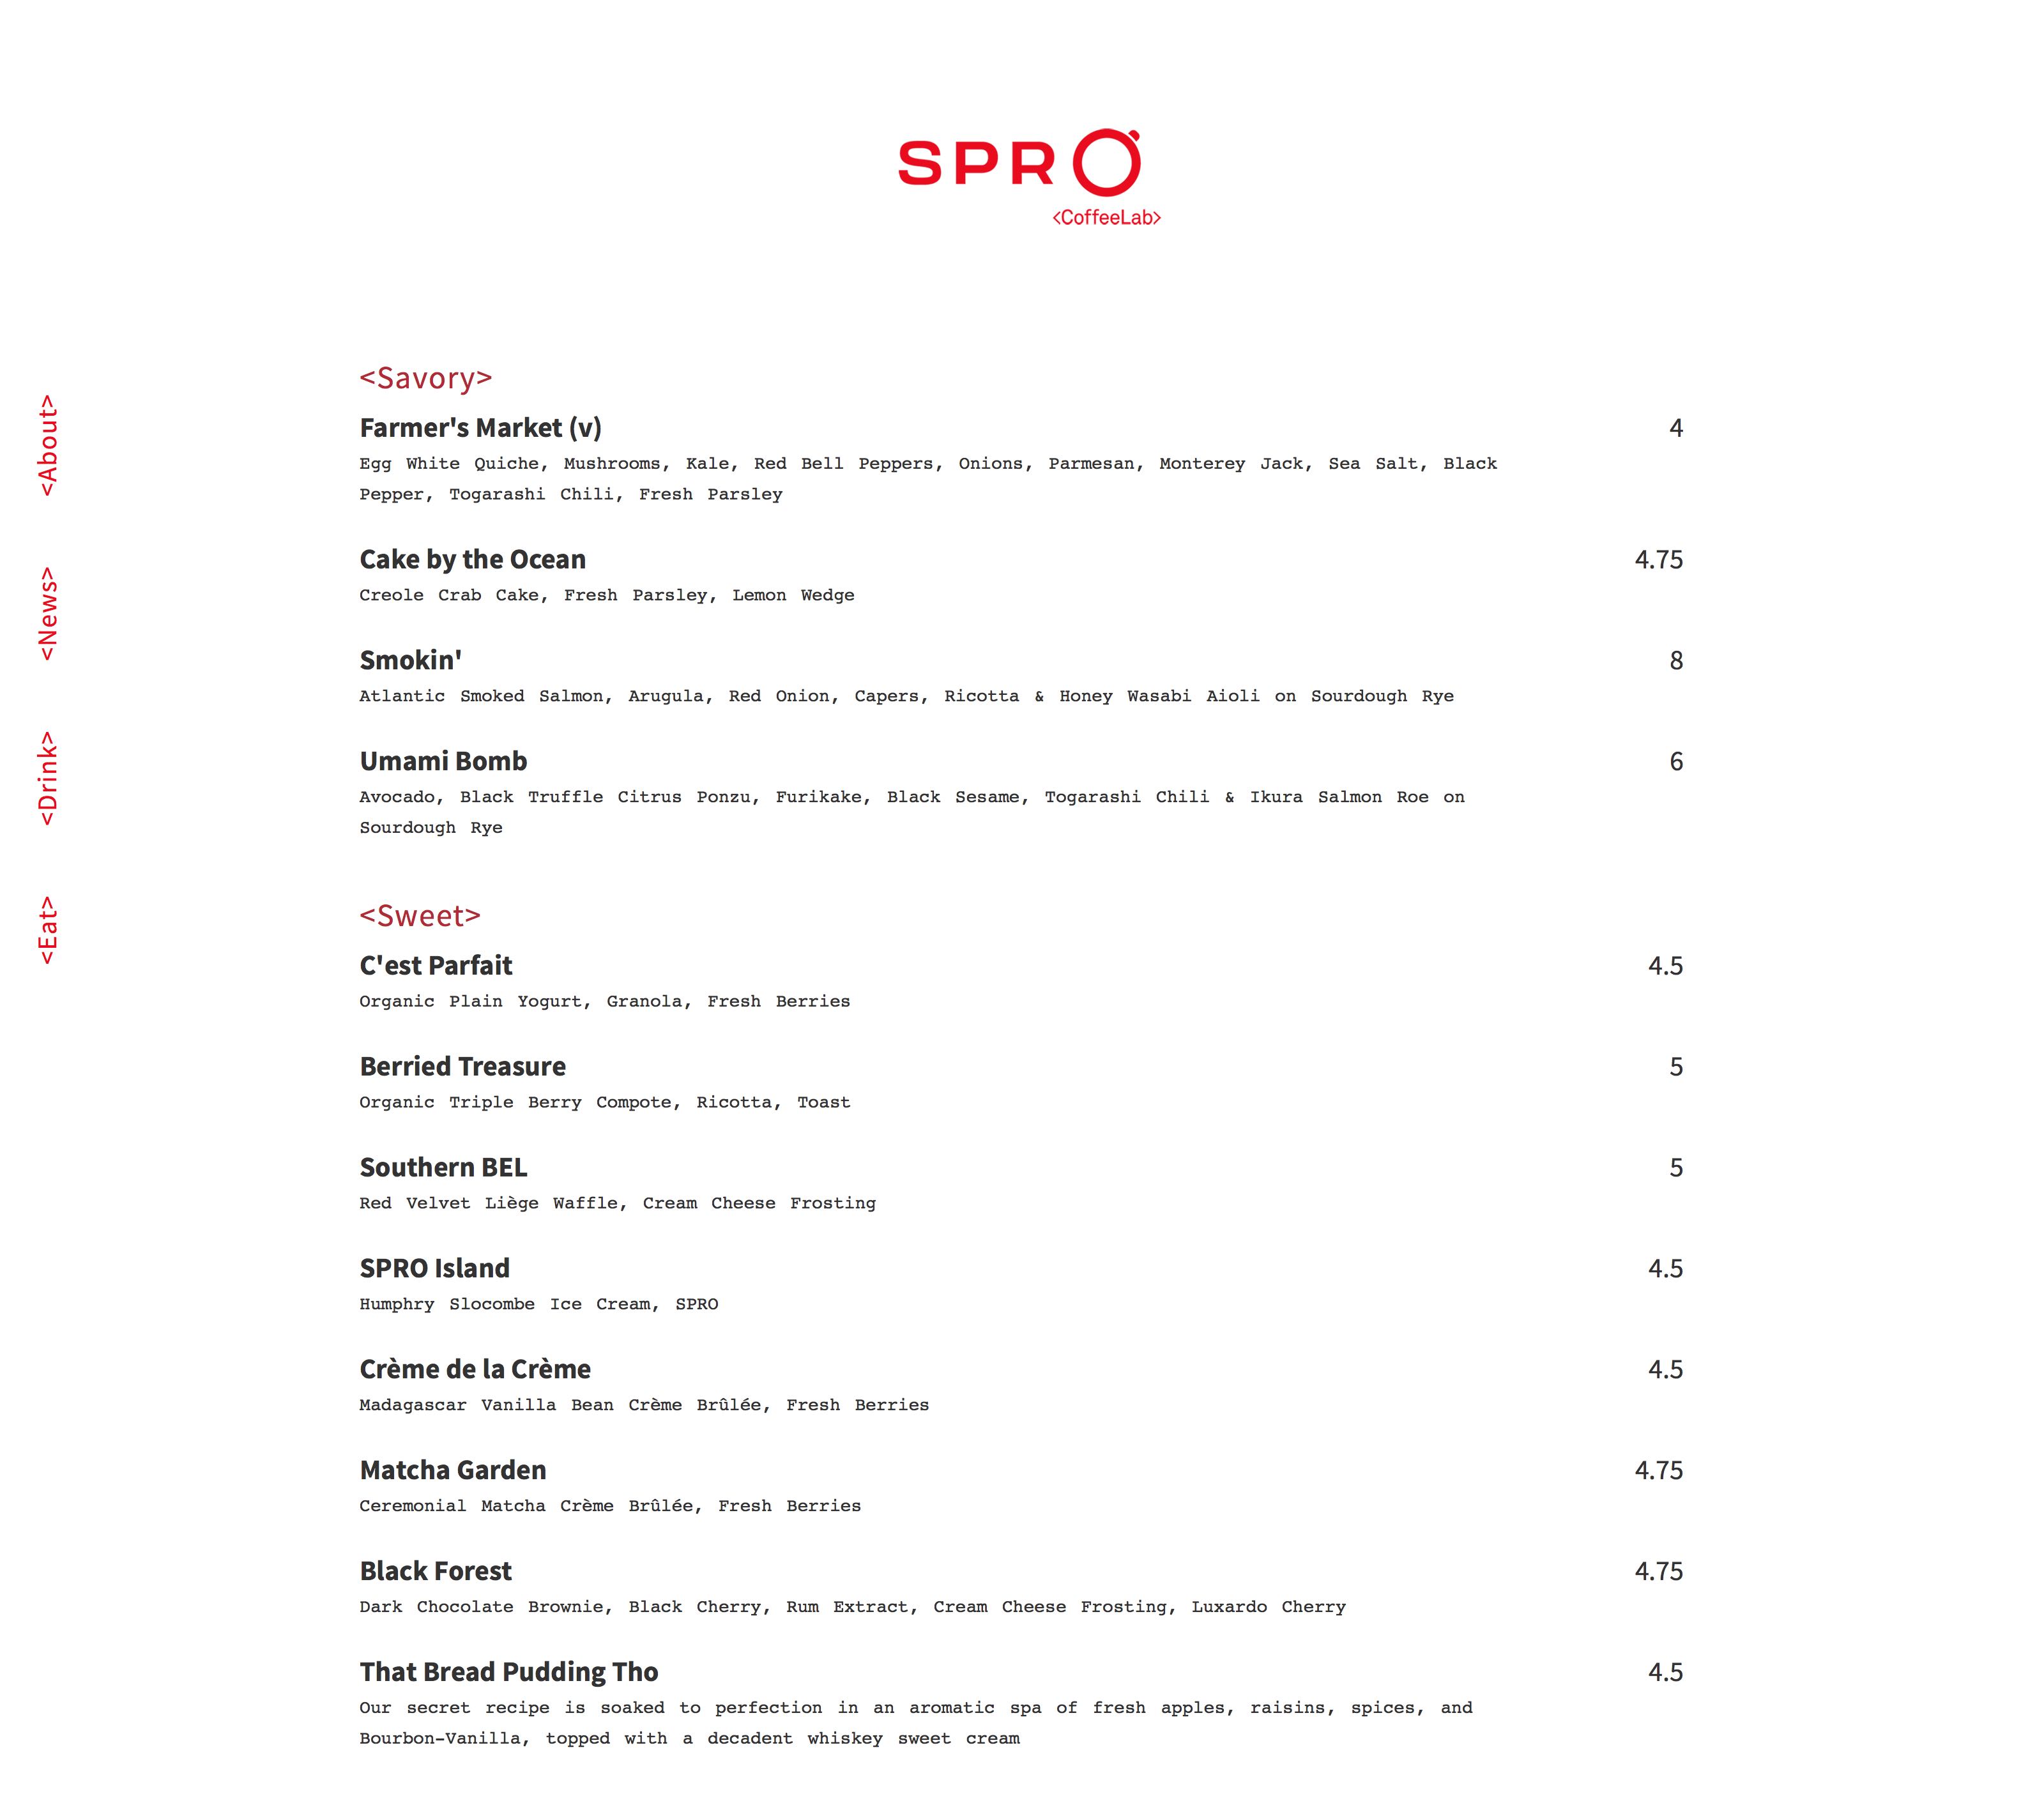 SPRO
<CoffeeLab>
<About>
<News>
<Drink>
<Eat>
<Savory>
Farmer's Market (v) 4
Egg White Quiche, Mushrooms, Kale, Red Bell Peppers, Onions, Parmesan, Monterey Jack, Sea Salt, Black
Pepper, Togarashi Chili, Fresh Parsley
Cake by the Ocean 4.75
Creole Crab Cake, Fresh Parsley, Lemon Wedge
Smokin' 8
Atlantic Smoked Salmon, Arugula, Red Onion, Capers, Ricotta & Honey Wasabi Aioli on Sourdough Rye
Umami Bomb 6
Avocado, Black Truffle Citrus Ponzu, Furikake, Black Sesame, Togarashi Chili & Ikura Salmon Roe on
Sourdough Rye
<Sweet>
C'est Parfait 4.5
Organic Plain Yogurt, Granola, Fresh Berries
Berried Treasure 5
Organic Triple Berry Compote, Ricotta, Toast
Southern BEL 5
Red Velvet Liège Waffle, Cream Cheese Frosting
SPRO Island 4.5
Humphry Slocombe Ice Cream, SPRO
Crème de la Crème 4.5
Madagascar Vanilla Bean Crème Brûlée, Fresh Berries
Matcha Garden 4.75
Ceremonial Matcha Crème Brûlée, Fresh Berries
Black Forest 4.75
Dark Chocolate Brownie, Black Cherry, Rum Extract, Cream Cheese Frosting, Luxardo Cherry
That Bread Pudding Tho 4.5
Our secret recipe is soaked to perfection in an aromatic spa of fresh apples, raisins, spices, and
Bourbon-Vanilla, topped with a decadent whiskey sweet cream